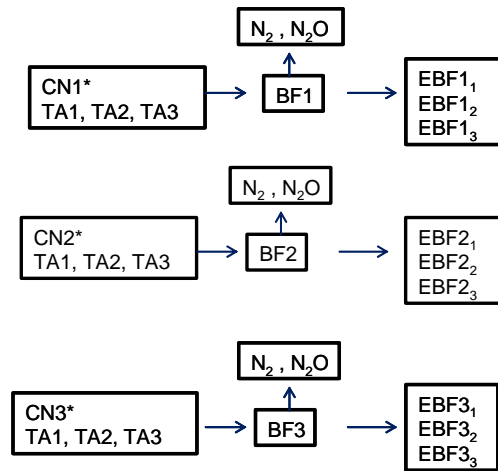 N₂ , N₂O
CN1*
TA1, TA2, TA3
BF1
EBF1₁
EBF1₂
EBF1₃
N₂ , N₂O
CN2*
TA1, TA2, TA3
BF2
EBF2₁
EBF2₂
EBF2₃
N₂ , N₂O
CN3*
TA1, TA2, TA3
BF3
EBF3₁
EBF3₂
EBF3₃